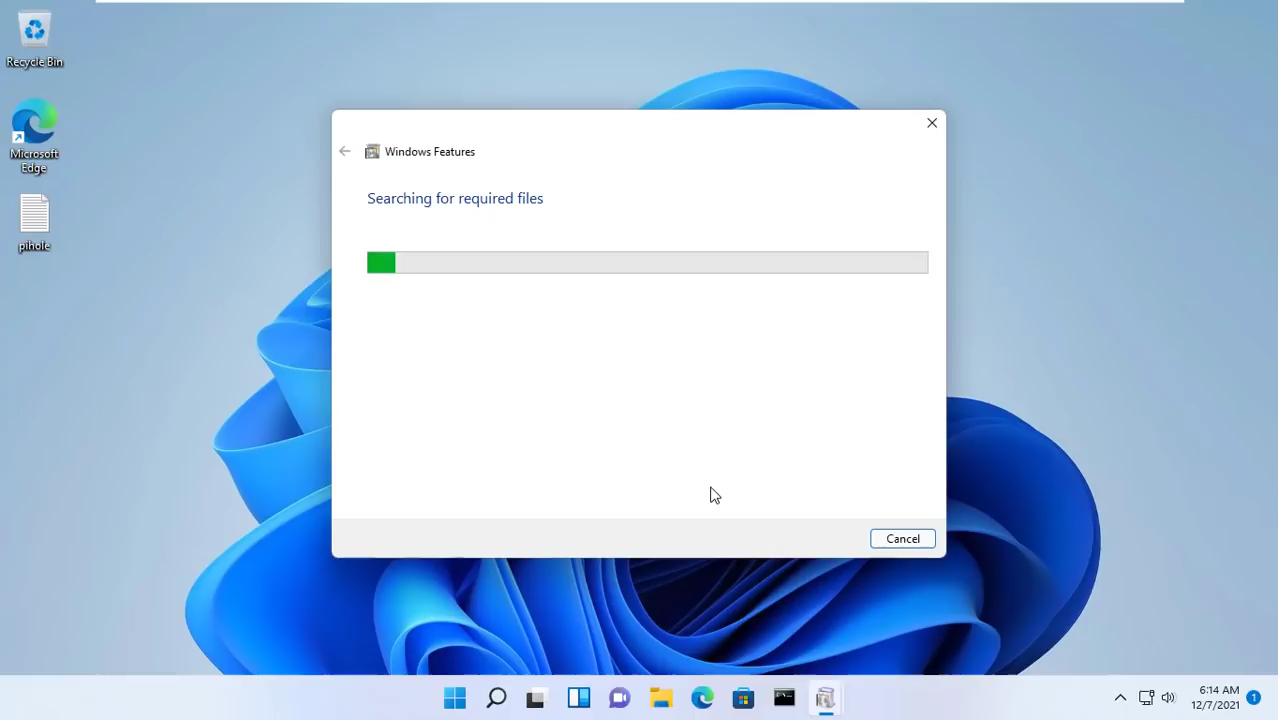 Recycle Bin
Microsoft
Edge
pihole
Windows Features
Searching for required files
Cancel
6:14 AM
12/7/2021
1